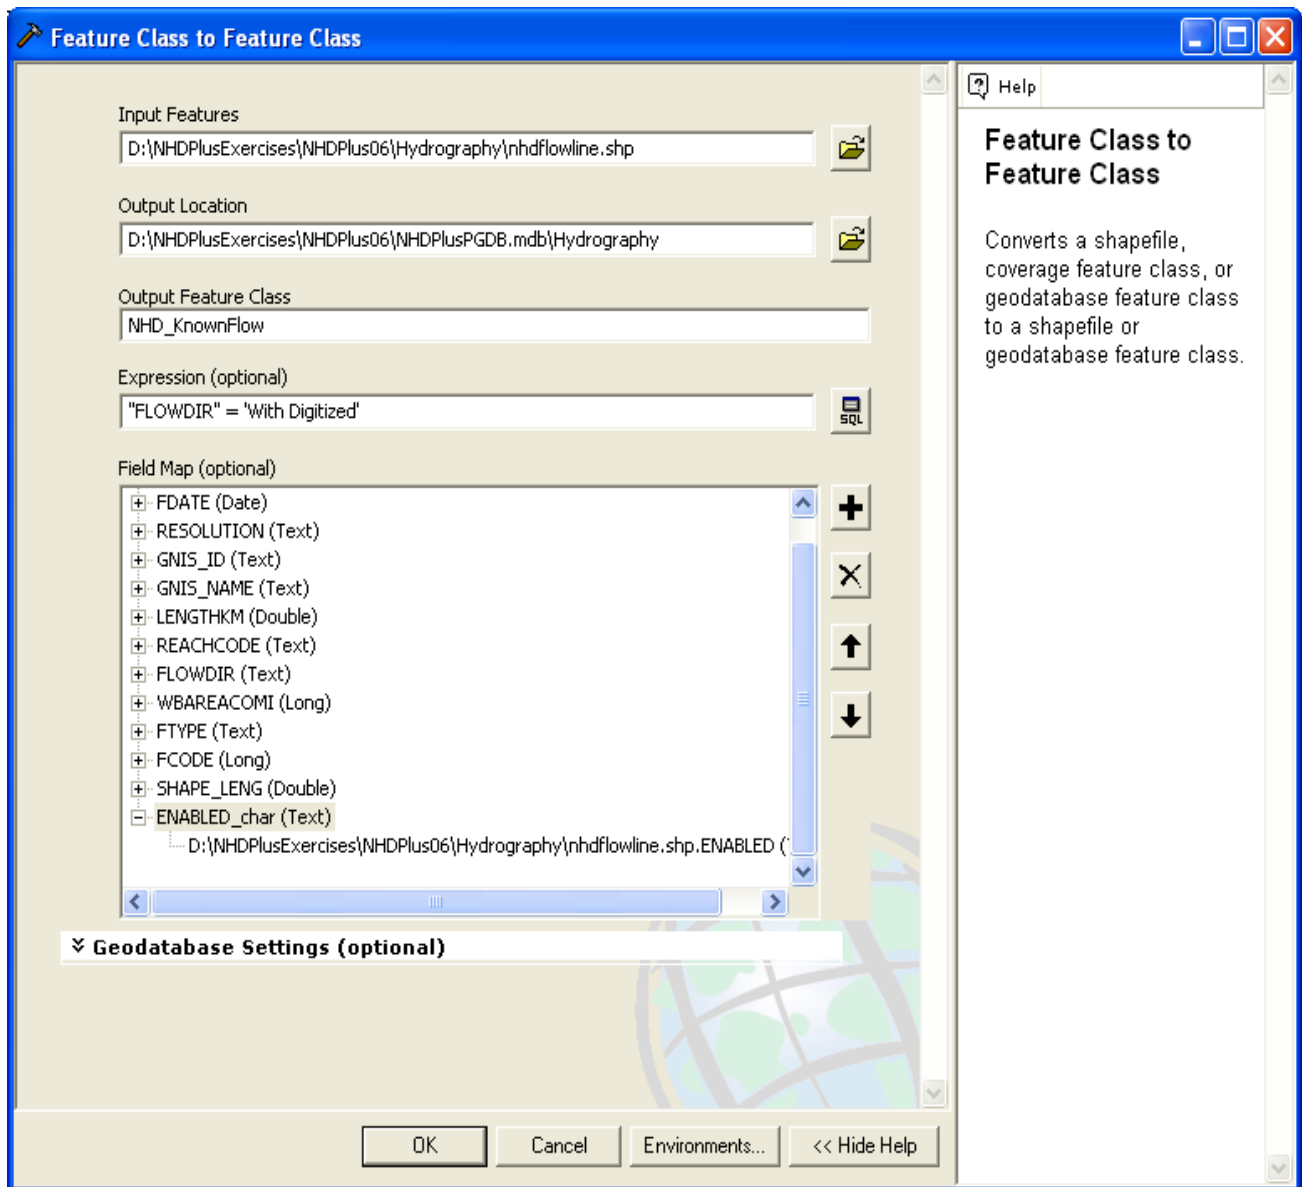 Feature Class to Feature Class
Input Features
D:\NHDPlusExercises\NHDPlus06\Hydrography\nhdflowline.shp
Output Location
D:\NHDPlusExercises\NHDPlus06\NHDPlusPGDB.mdb\Hydrography
Output Feature Class
NHD_KnownFlow
Expression (optional)
"FLOWDIR" = 'With Digitized'
SQL
Field Map (optional)
FDATE (Date)
RESOLUTION (Text)
GNIS_ID (Text)
GNIS_NAME (Text)
LENGTHKM (Double)
REACHCODE (Text)
FLOWDIR (Text)
WBAREACOMI (Long)
FTYPE (Text)
FCODE (Long)
SHAPE_LENG (Double)
ENABLED_char (Text)
D:\NHDPlusExercises\NHDPlus06\Hydrography\nhdflowline.shp.ENABLED (
Geodatabase Settings (optional)
OK
Cancel
Environments...
<< Hide Help
Help
Feature Class to
Feature Class
Converts a shapefile,
coverage feature class, or
geodatabase feature class
to a shapefile or
geodatabase feature class.